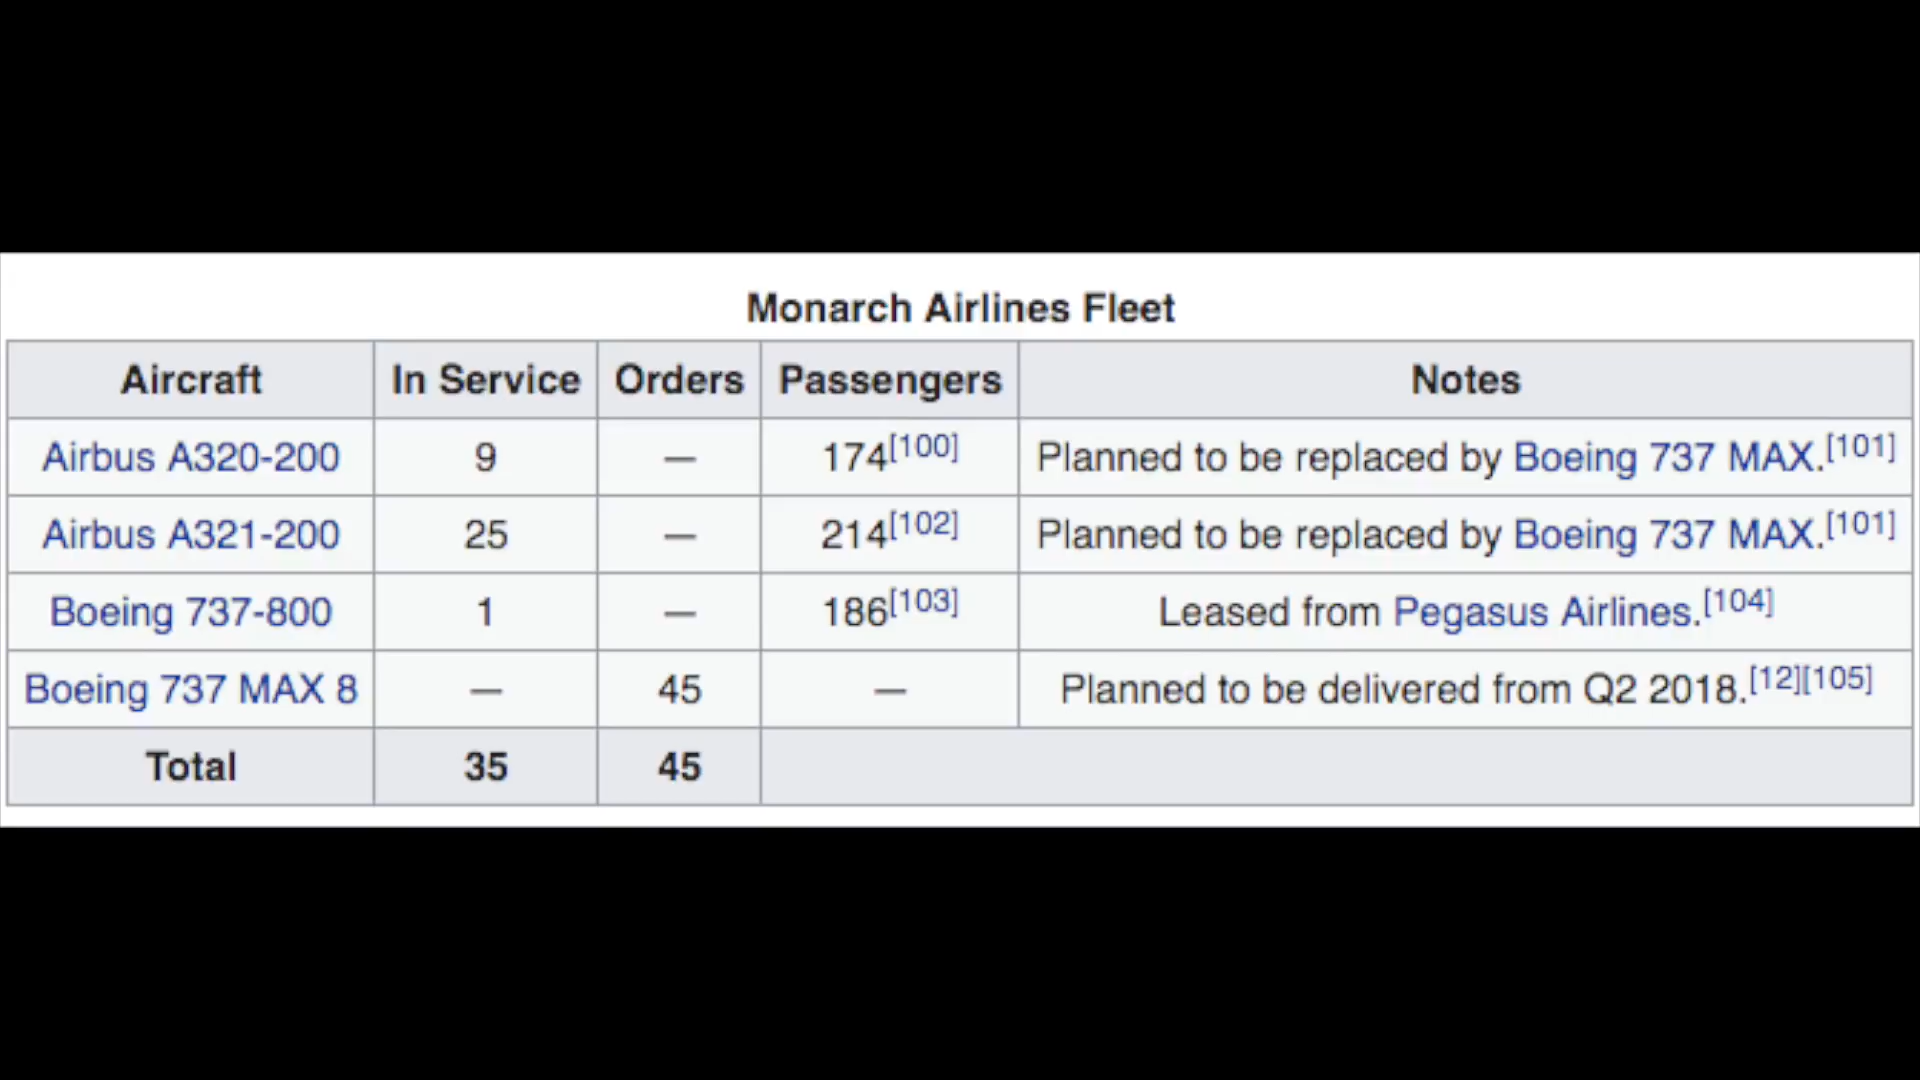 Monarch Airlines Fleet
Aircraft In Service Orders Passengers Notes
Airbus A320-200 9 — 174[100] Planned to be replaced by Boeing 737 MAX.[101]
Airbus A321-200 25 — 214[102] Planned to be replaced by Boeing 737 MAX.[101]
Boeing 737-800 1 — 186[103] Leased from Pegasus Airlines.[104]
Boeing 737 MAX 8 — 45 — Planned to be delivered from Q2 2018.[12][105]
Total 35 45